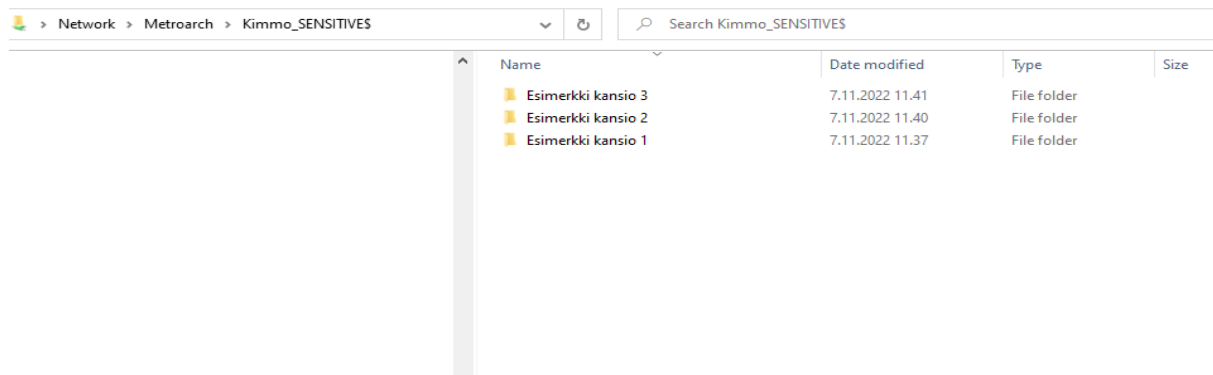 Network > Metroarch > Kimmo_SENSITIVE$ Search Kimmo_SENSITIVE$
Name Date modified Type Size
Esimerkki kansio 3 7.11.2022 11.41 File folder
Esimerkki kansio 2 7.11.2022 11.40 File folder
Esimerkki kansio 1 7.11.2022 11.37 File folder